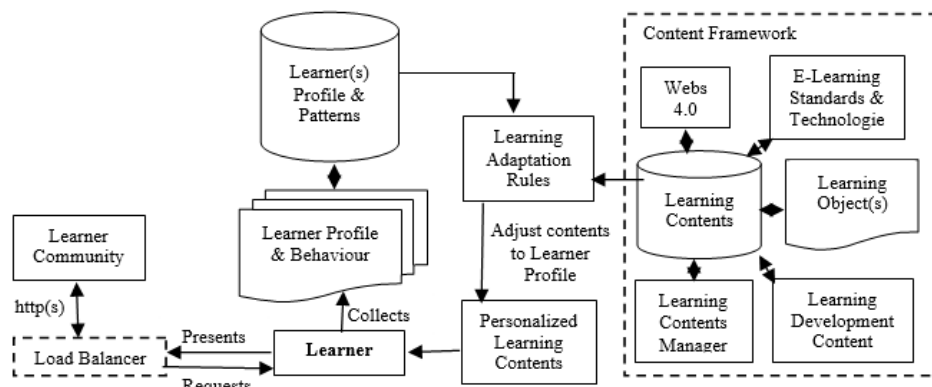 Content Framework
Learner(s)
Profile &
Patterns
Webs
4.0
E-Learning
Standards &
Technologie
Learning
Adaptation
Rules
Learning
Contents
Learning
Object(s)
Learner
Community
Learner Profile
& Behaviour
Adjust contents
to Learner
Profile
http(s)
Collects
Personalized
Learning
Contents
Learning
Contents
Manager
Learning
Development
Content
Load Balancer
Presents
Learner
Requests